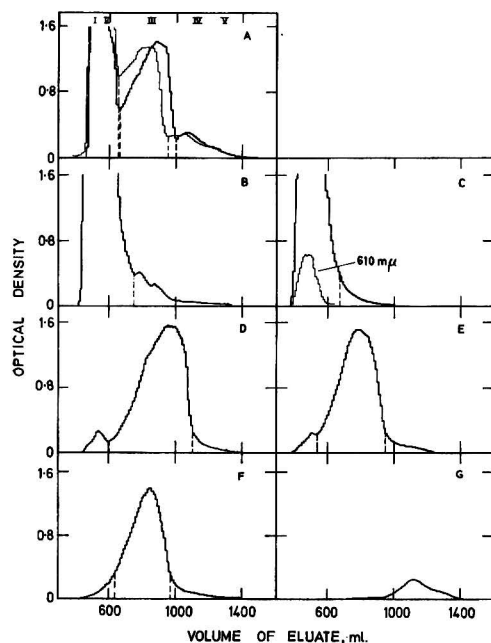 1·6 I II III IV V
A
0·8
0
1·6 B C
0·8
610 mμ
0
OPTICAL DENSITY
1·6 D E
0·8
0
1·6 F G
0·8
0
600 1000 1400 600 1000 1400
VOLUME OF ELUATE, ml.